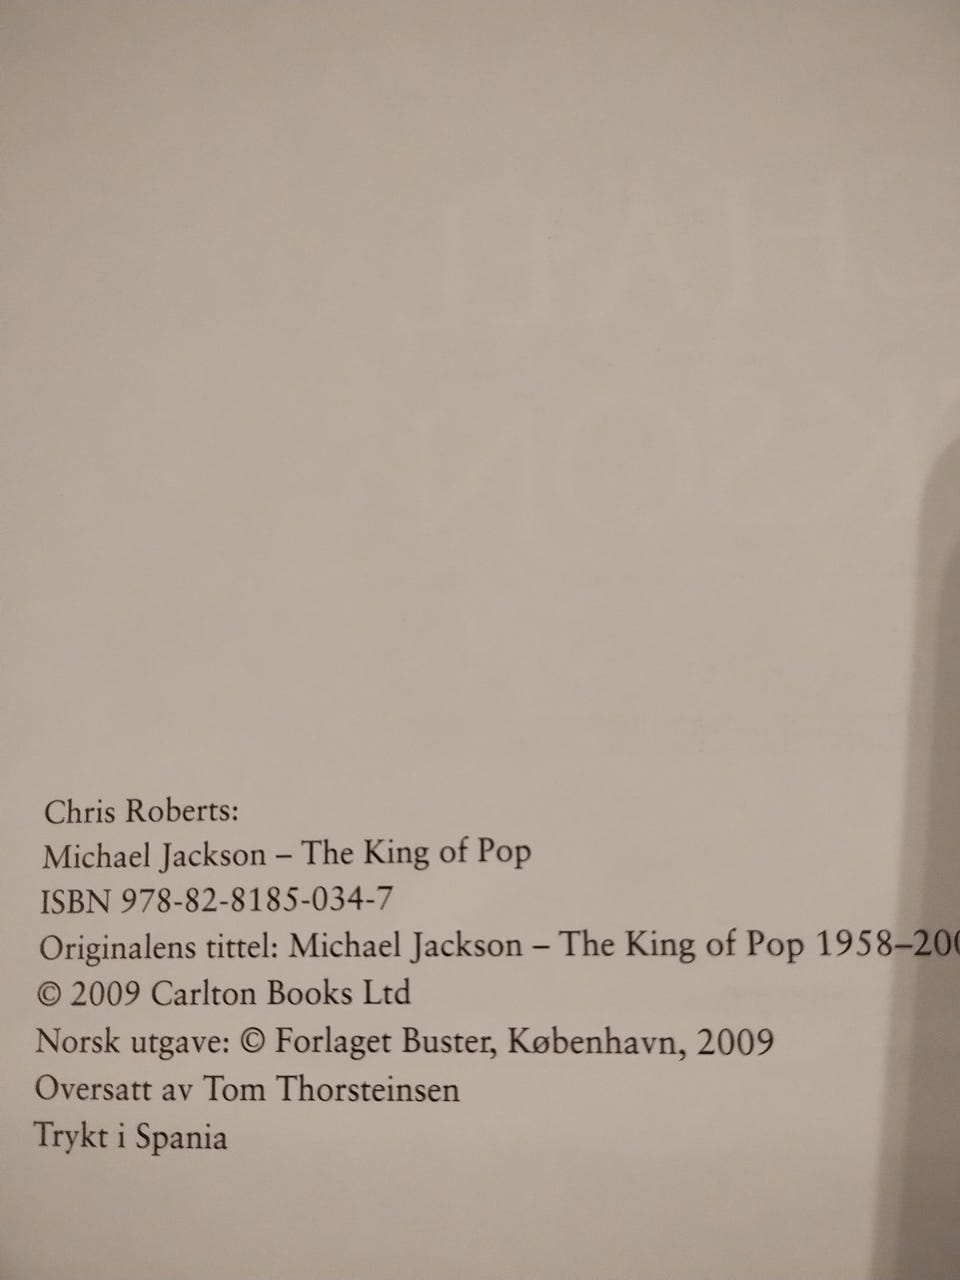 Chris Roberts:
Michael Jackson – The King of Pop
ISBN 978-82-8185-034-7
Originalens tittel: Michael Jackson – The King of Pop 1958–200
© 2009 Carlton Books Ltd
Norsk utgave: © Forlaget Buster, København, 2009
Oversatt av Tom Thorsteinsen
Trykt i Spania